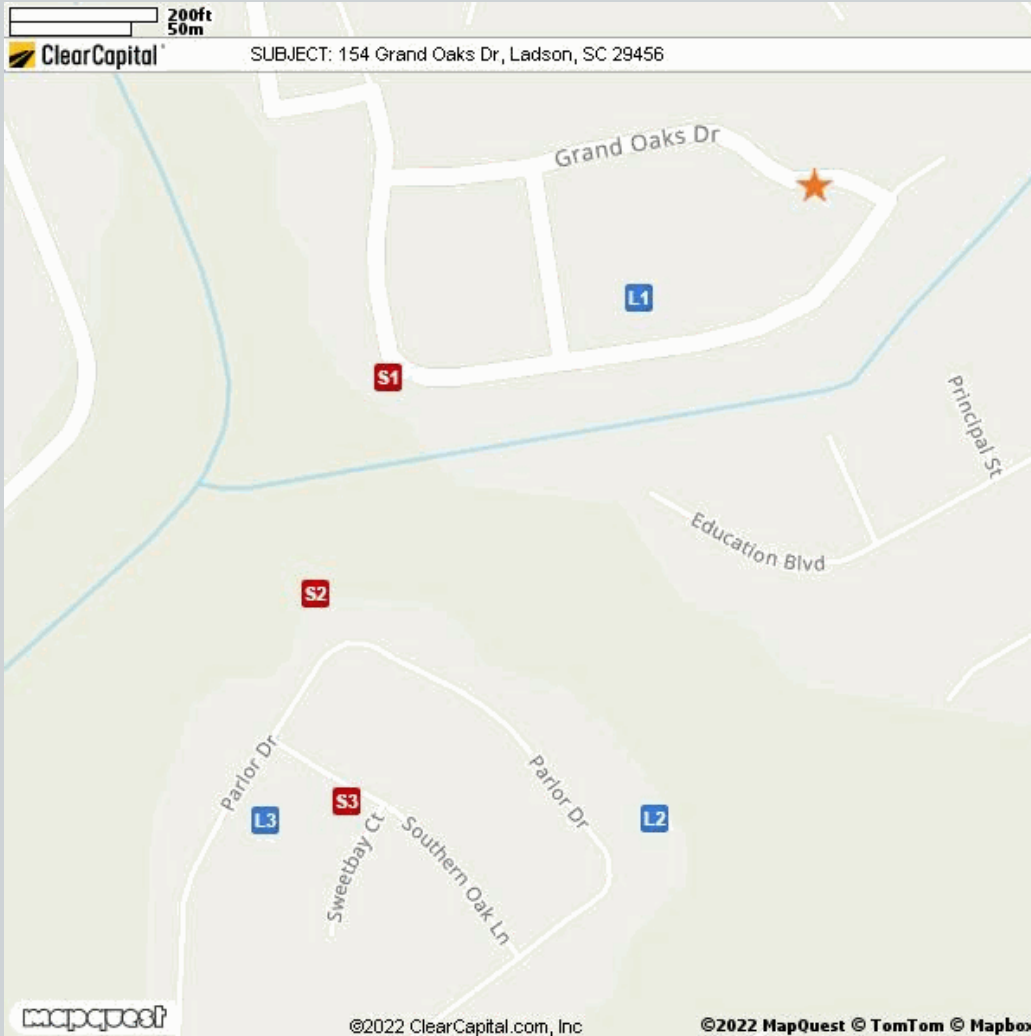 200ft
50m
ClearCapital
SUBJECT: 154 Grand Oaks Dr, Ladson, SC 29456
Grand Oaks Dr
L1
S1
Principal St
Education Blvd
S2
Parlor Dr
Parlor Dr
S3
L3
L2
Sweetbay Ct
Southern Oak Ln
mapquest
©2022 ClearCapital.com, Inc
©2022 MapQuest © TomTom © Mapbox